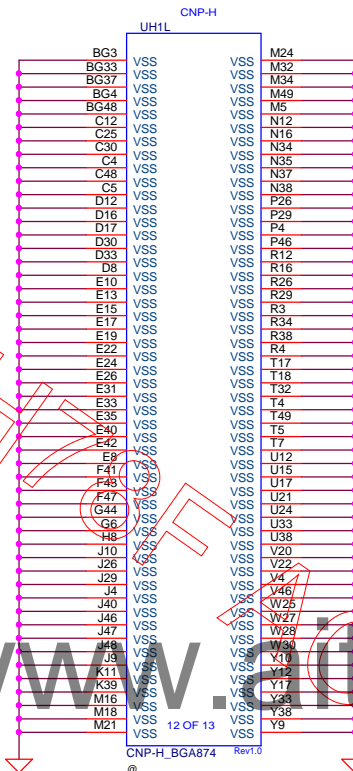 CNP-H
UH1L
BG3 VSS VSS M24
BG33 VSS VSS M32
BG37 VSS VSS M34
BG4 VSS VSS M49
BG48 VSS VSS M5
C12 VSS VSS N12
C25 VSS VSS N16
C30 VSS VSS N34
C4 VSS VSS N35
C48 VSS VSS N37
C5 VSS VSS N38
D12 VSS VSS P26
D16 VSS VSS P29
D17 VSS VSS P4
D30 VSS VSS P46
D33 VSS VSS R12
D8 VSS VSS R16
E10 VSS VSS R26
E13 VSS VSS R29
E15 VSS VSS R3
E17 VSS VSS R34
E19 VSS VSS R38
E22 VSS VSS R4
E24 VSS VSS T17
E26 VSS VSS T18
E31 VSS VSS T32
E33 VSS VSS T4
E35 VSS VSS T49
E40 VSS VSS T5
E42 VSS VSS T7
E8 VSS VSS U12
F41 VSS VSS U15
F43 VSS VSS U17
F47 VSS VSS U21
G44 VSS VSS U24
G6 VSS VSS U33
H8 VSS VSS U38
J10 VSS VSS V20
J26 VSS VSS V22
J29 VSS VSS V4
J4 VSS VSS V46
J40 VSS VSS W25
J46 VSS VSS W27
J47 VSS VSS W28
J48 VSS VSS W30
J9 VSS VSS Y10
K11 VSS VSS Y12
K39 VSS VSS Y17
M16 VSS VSS Y33
M18 VSS VSS Y38
M21 VSS VSS Y9
12 OF 13
CNP-H_BGA874 Rev1.0
@
www.ait